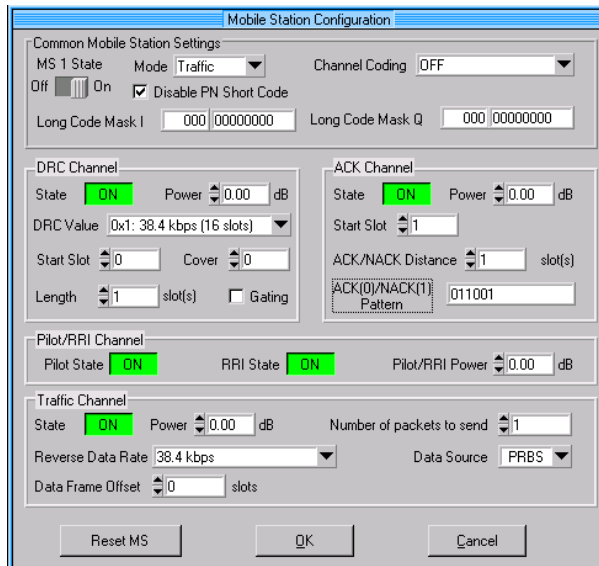 Mobile Station Configuration
Common Mobile Station Settings
MS 1 State Mode Traffic Channel Coding OFF
Off On Disable PN Short Code
Long Code Mask I 000 00000000 Long Code Mask Q 000 00000000
DRC Channel
State ON Power 0.00 dB
DRC Value 0x1: 38.4 kbps (16 slots)
Start Slot 0 Cover 0
Length 1 slot(s) Gating
ACK Channel
State ON Power 0.00 dB
Start Slot 1
ACK/NACK Distance 1 slot(s)
ACK(0)/NACK(1)
Pattern 011001
Pilot/RRI Channel
Pilot State ON RRI State ON Pilot/RRI Power 0.00 dB
Traffic Channel
State ON Power 0.00 dB Number of packets to send 1
Reverse Data Rate 38.4 kbps Data Source PRBS
Data Frame Offset 0 slots
Reset MS OK Cancel